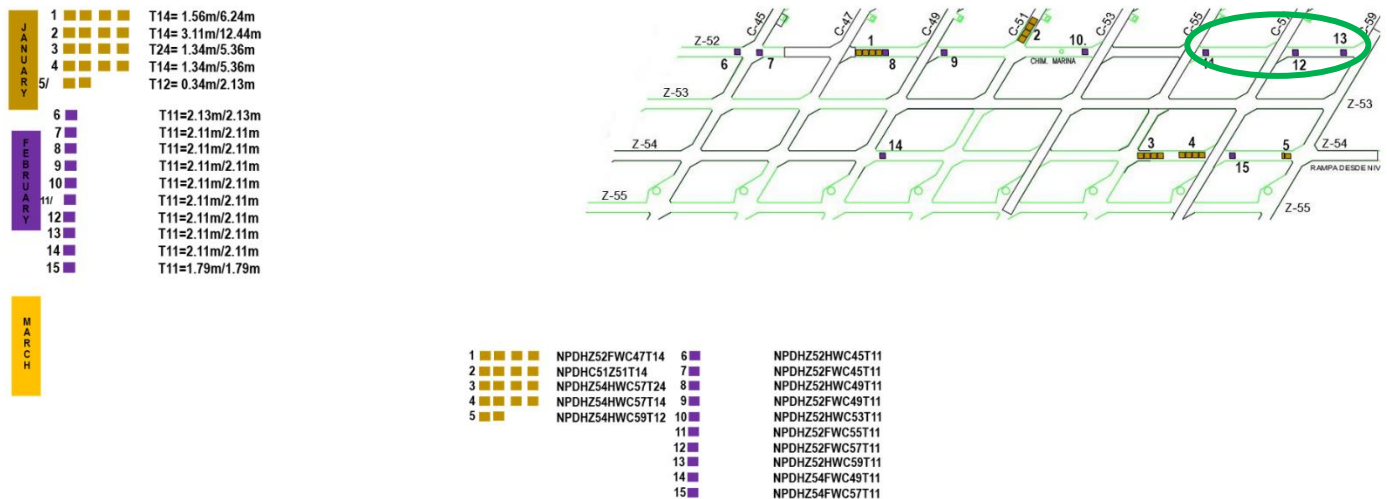 JANUARY
1 T14= 1.56m/6.24m
2 T14= 3.11m/12.44m
3 T24= 1.34m/5.36m
4 T14= 1.34m/5.36m
5/ T12= 0.34m/2.13m
FEBRUARY
6 T11=2.13m/2.13m
7 T11=2.11m/2.11m
8 T11=2.11m/2.11m
9 T11=2.11m/2.11m
10 T11=2.11m/2.11m
11/ T11=2.11m/2.11m
12 T11=2.11m/2.11m
13 T11=2.11m/2.11m
14 T11=2.11m/2.11m
15 T11=1.79m/1.79m
MARCH
C-45 C-47 C-49 C-51 C-53 C-55 C-59
Z-52 1 2 10. 13
6 7 8 9 CHIM. MARINA 11 12
Z-53 Z-53
Z-54 14 3 4 15 5 Z-54
RAMPA DESDE NIV
Z-55 Z-55
1 NPDHZ52FWC47T14 6 NPDHZ52HWC45T11
2 NPDHC51Z51T14 7 NPDHZ52FWC45T11
3 NPDHZ54HWC57T24 8 NPDHZ52HWC49T11
4 NPDHZ54HWC57T14 9 NPDHZ52FWC49T11
5 NPDHZ54HWC59T12 10 NPDHZ52HWC53T11
11 NPDHZ52FWC55T11
12 NPDHZ52FWC57T11
13 NPDHZ52HWC59T11
14 NPDHZ54FWC49T11
15 NPDHZ54FWC57T11